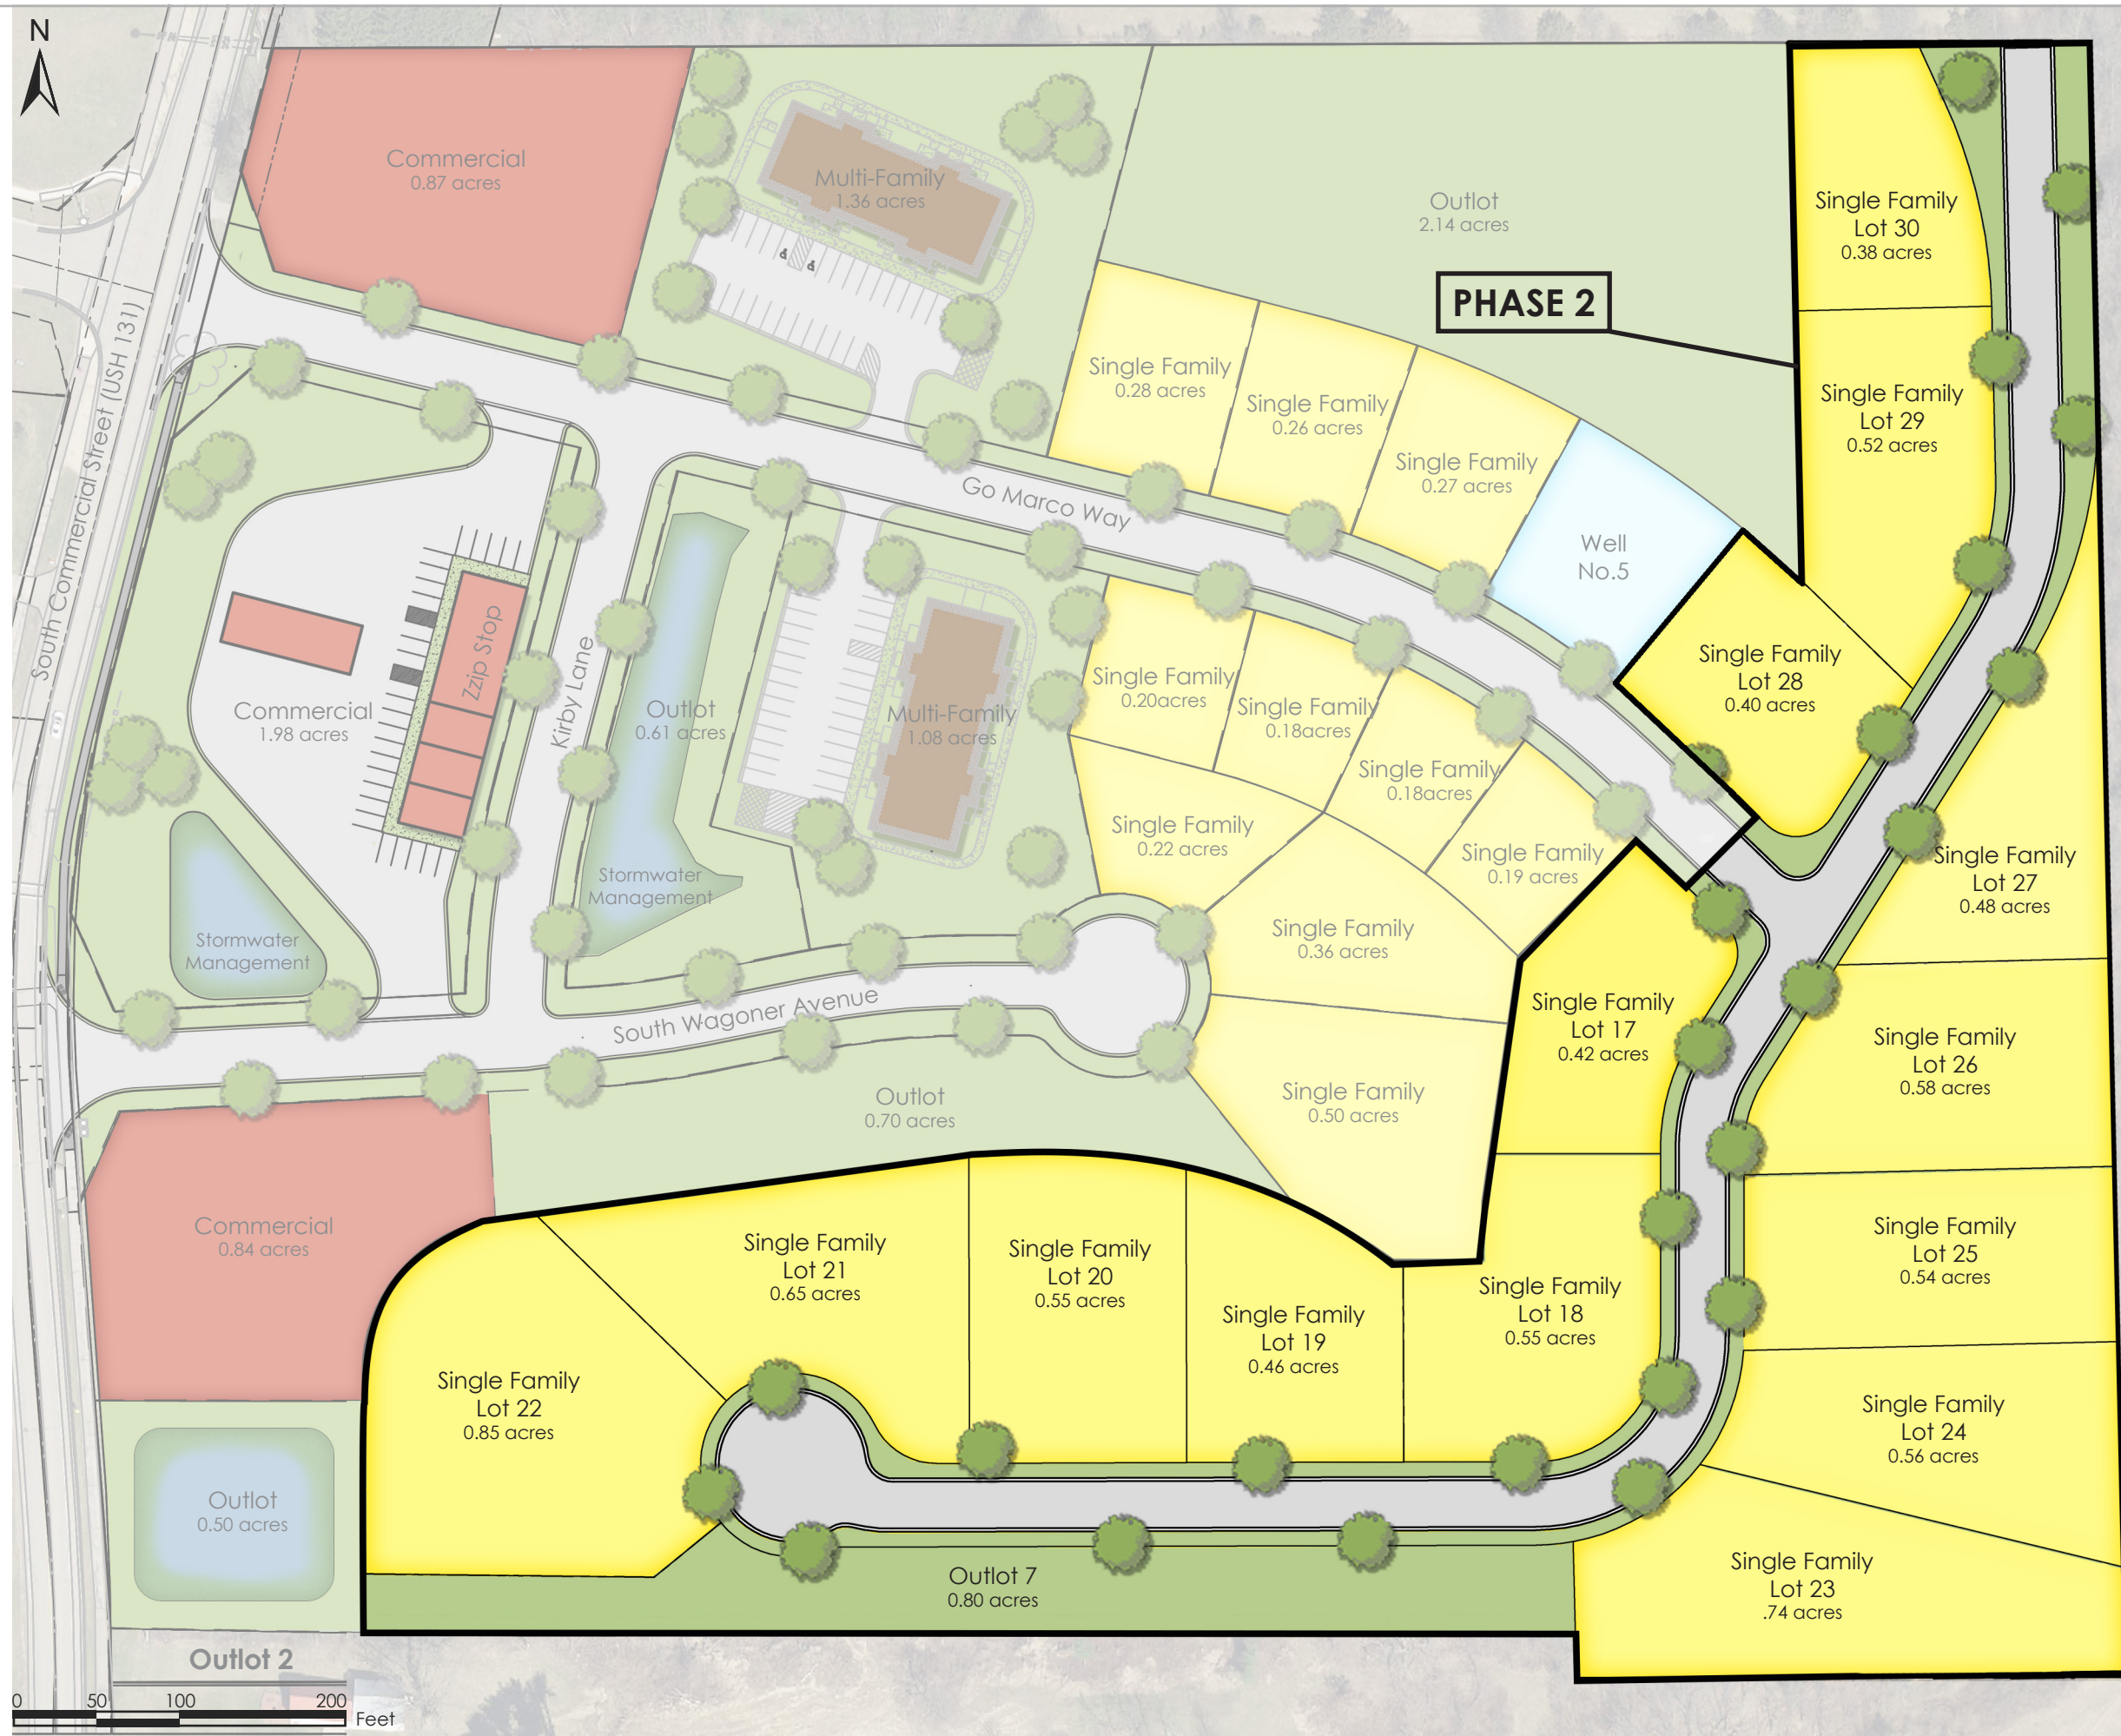 N
Commercial
0.87 acres
Multi-Family
1.36 acres
Outlot
2.14 acres
Single Family
Lot 30
0.38 acres
PHASE 2
South Commercial Street (USH 131)
Single Family
0.28 acres
Single Family
0.26 acres
Single Family
0.27 acres
Single Family
Lot 29
0.52 acres
Go Marco Way
Well
No.5
Zzip Stop
Kirby Lane
Commercial
1.98 acres
Outlot
0.61 acres
Multi-Family
1.08 acres
Single Family
0.20acres
Single Family
0.18acres
Single Family
0.18acres
Single Family
Lot 28
0.40 acres
Single Family
0.22 acres
Single Family
0.19 acres
Single Family
Lot 27
0.48 acres
Stormwater
Management
Stormwater
Management
Single Family
0.36 acres
South Wagoner Avenue
Single Family
Lot 17
0.42 acres
Single Family
Lot 26
0.58 acres
Outlot
0.70 acres
Single Family
0.50 acres
Commercial
0.84 acres
Single Family
Lot 21
0.65 acres
Single Family
Lot 20
0.55 acres
Single Family
Lot 19
0.46 acres
Single Family
Lot 18
0.55 acres
Single Family
Lot 25
0.54 acres
Single Family
Lot 22
0.85 acres
Single Family
Lot 24
0.56 acres
Outlot
0.50 acres
Outlot 7
0.80 acres
Single Family
Lot 23
.74 acres
Outlot 2
0 50 100 200
Feet